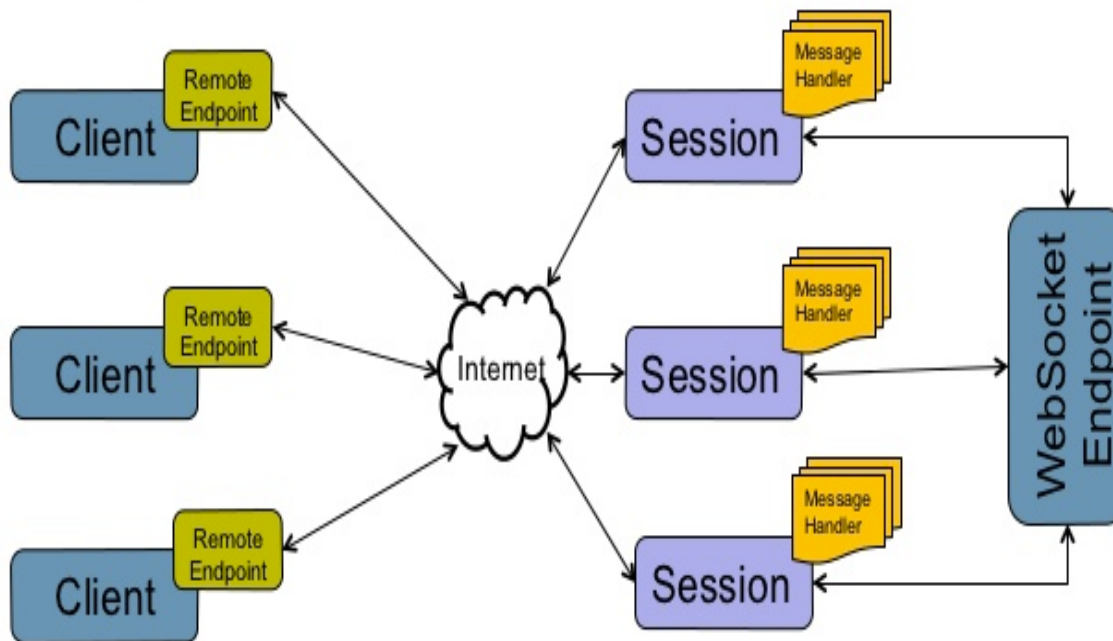 Remote
Endpoint
Client
Message
Handler
Session
Remote
Endpoint
Client
Internet
Message
Handler
Session
WebSocket
Endpoint
Remote
Endpoint
Client
Message
Handler
Session